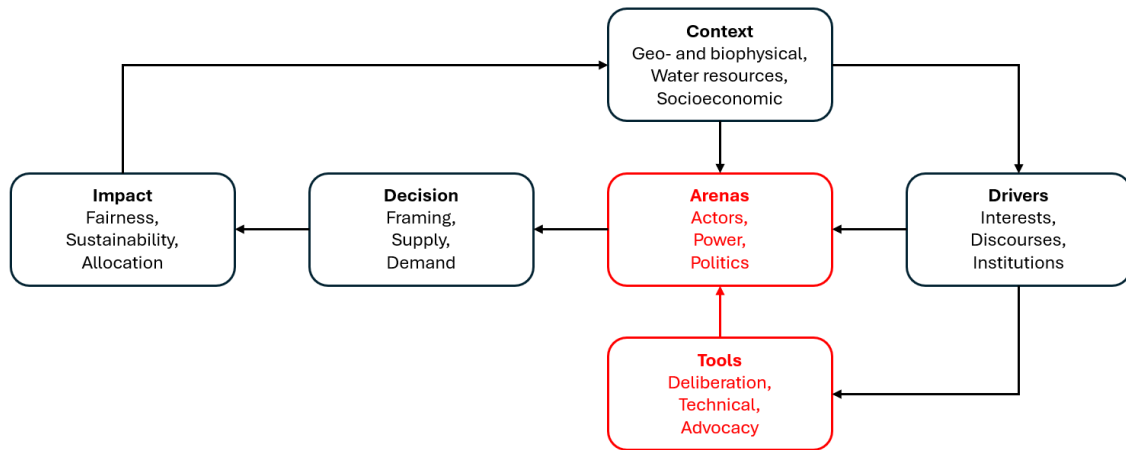 Context
Geo- and biophysical,
Water resources,
Socioeconomic
Impact
Fairness,
Sustainability,
Allocation
Decision
Framing,
Supply,
Demand
Arenas
Actors,
Power,
Politics
Drivers
Interests,
Discourses,
Institutions
Tools
Deliberation,
Technical,
Advocacy